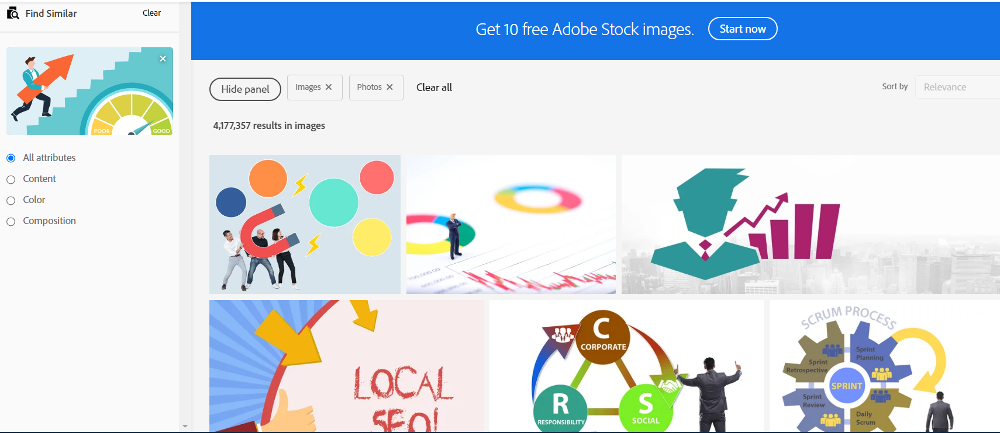 Find Similar
Clear
Get 10 free Adobe Stock images.
Start now
Hide panel
Images
Photos
Clear all
Sort by
Relevance
4,177,357 results in images
POOR
GOOD
All attributes
Content
Color
Composition
LOCAL
SEO!
C
CORPORATE
R
RESPONSIBILITY
S
SOCIAL
SCRUM PROCESS
Sprint
Planning
Sprint
Retrospective
SPRINT
Sprint
Review
Daily
Scrum